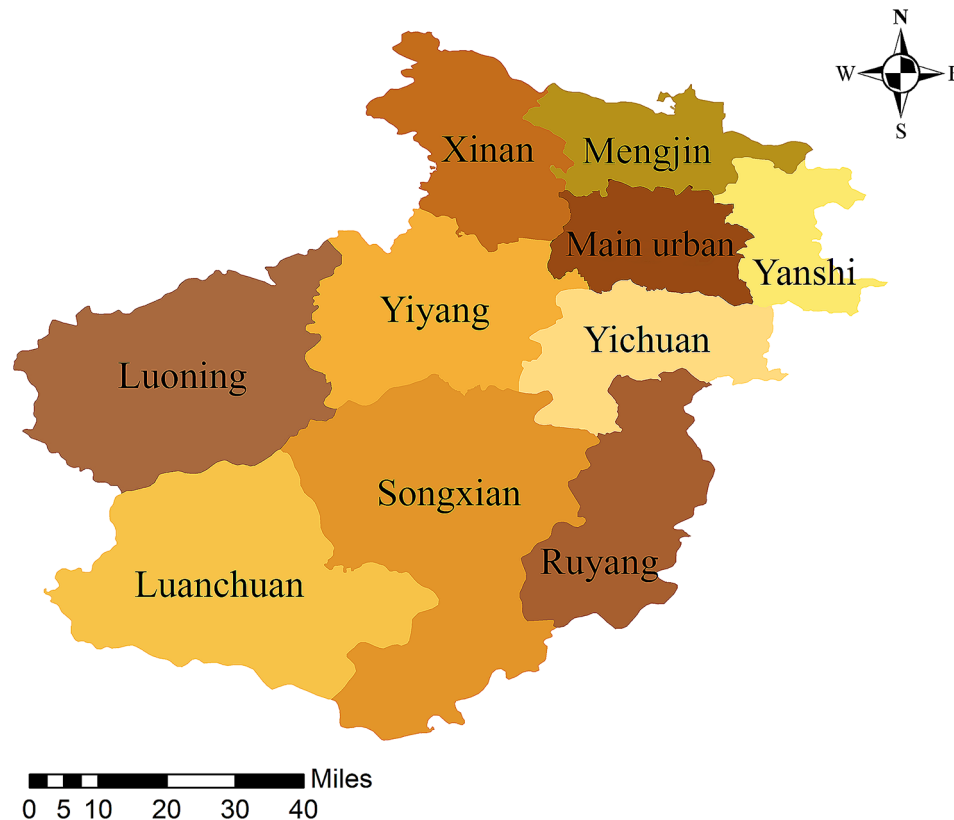 N
W E
S
Xinan
Mengjin
Main urban
Yanshi
Yiyang
Yichuan
Luoning
Songxian
Ruyang
Luanchuan
Miles
0 5 10 20 30 40